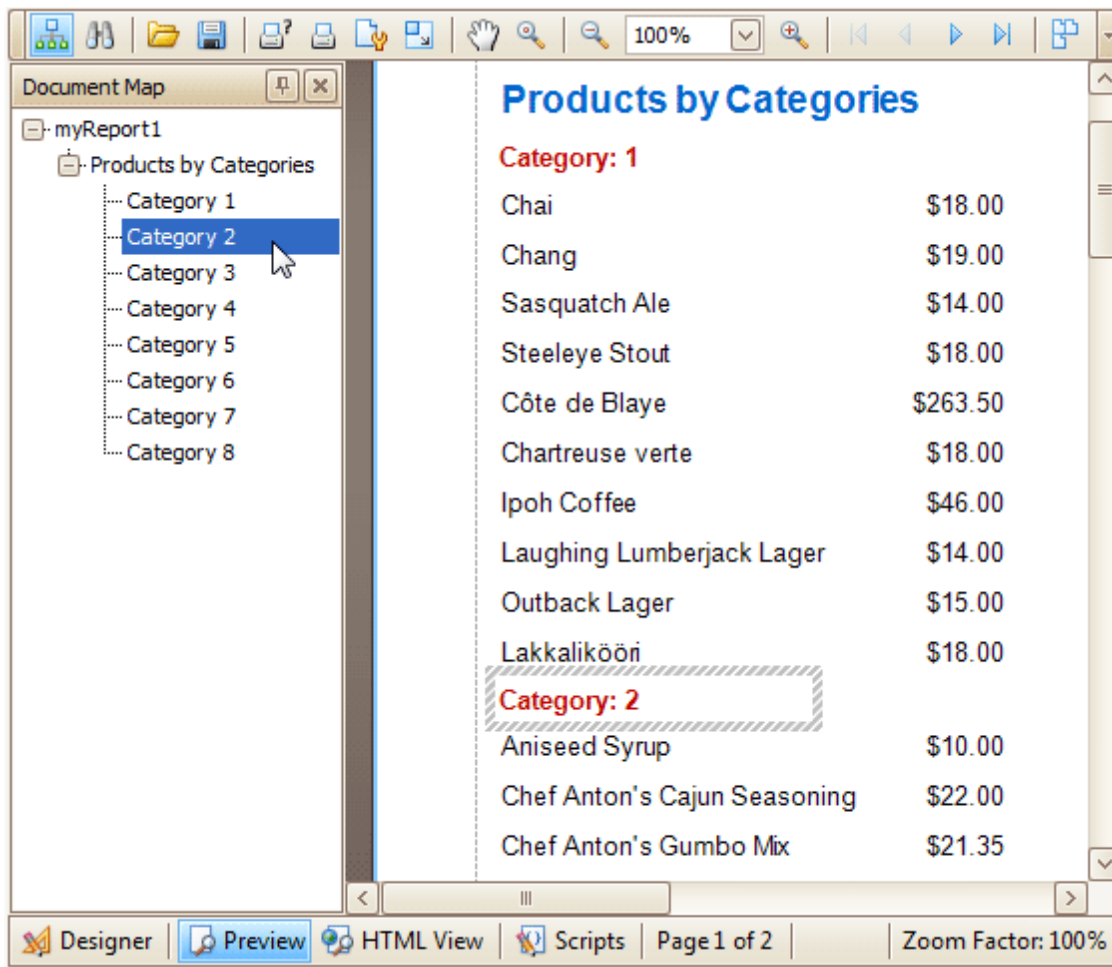 100%
Document Map
myReport1
Products by Categories
Category 1
Category 2
Category 3
Category 4
Category 5
Category 6
Category 7
Category 8
Products by Categories
Category: 1
Chai $18.00
Chang $19.00
Sasquatch Ale $14.00
Steeleye Stout $18.00
Côte de Blaye $263.50
Chartreuse verte $18.00
Ipoh Coffee $46.00
Laughing Lumberjack Lager $14.00
Outback Lager $15.00
Lakkalikööri $18.00
Category: 2
Aniseed Syrup $10.00
Chef Anton's Cajun Seasoning $22.00
Chef Anton's Gumbo Mix $21.35
Designer Preview HTML View Scripts Page 1 of 2 Zoom Factor: 100%